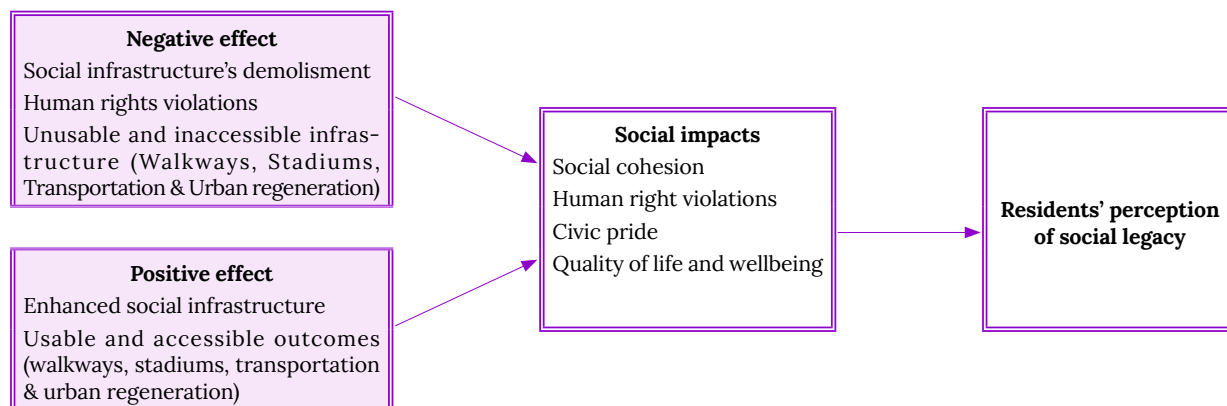 Negative effect
Social infrastructure’s demolisment
Human rights violations
Unusable and inaccessible infras-
tructure (Walkways, Stadiums,
Transportation & Urban regeneration)
Positive effect
Enhanced social infrastructure
Usable and accessible outcomes
(walkways, stadiums, transportation
& urban regeneration)
Social impacts
Social cohesion
Human right violations
Civic pride
Quality of life and wellbeing
Residents’ perception
of social legacy